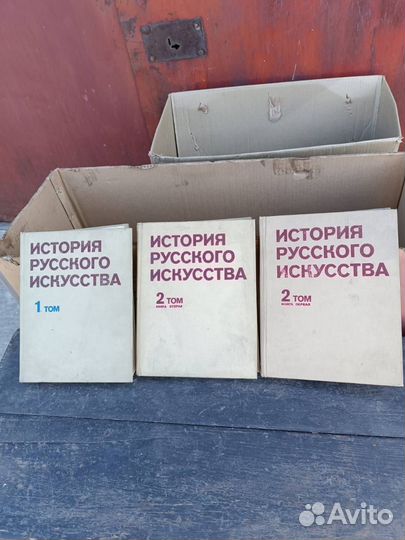 ИСТОРИЯ
РУССКОГО
ИСКУССТВА
1 ТОМ
ИСТОРИЯ
РУССКОГО
ИСКУССТВА
2 ТОМ
КНИГА ВТОРАЯ
ИСТОРИЯ
РУССКОГО
ИСКУССТВА
2 ТОМ
КНИГА ПЕРВАЯ
Avito